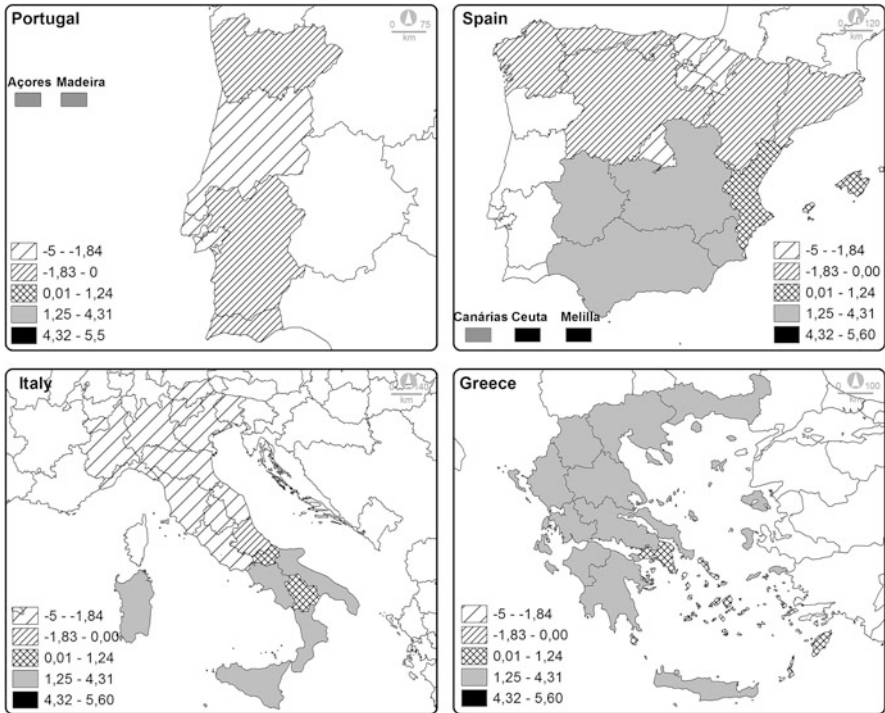 Portugal
0 75
km
Açores Madeira
-5 - -1,84
-1,83 - 0
0,01 - 1,24
1,25 - 4,31
4,32 - 5,5
Spain
0 120
km
-5 - -1,84
-1,83 - 0,00
0,01 - 1,24
1,25 - 4,31
4,32 - 5,60
Canárias Ceuta Melilla
Italy
km
-5 - -1,84
-1,83 - 0,00
0,01 - 1,24
1,25 - 4,31
4,32 - 5,60
Greece
0 100
km
-5 - -1,84
-1,83 - 0,00
0,01 - 1,24
1,25 - 4,31
4,32 - 5,60